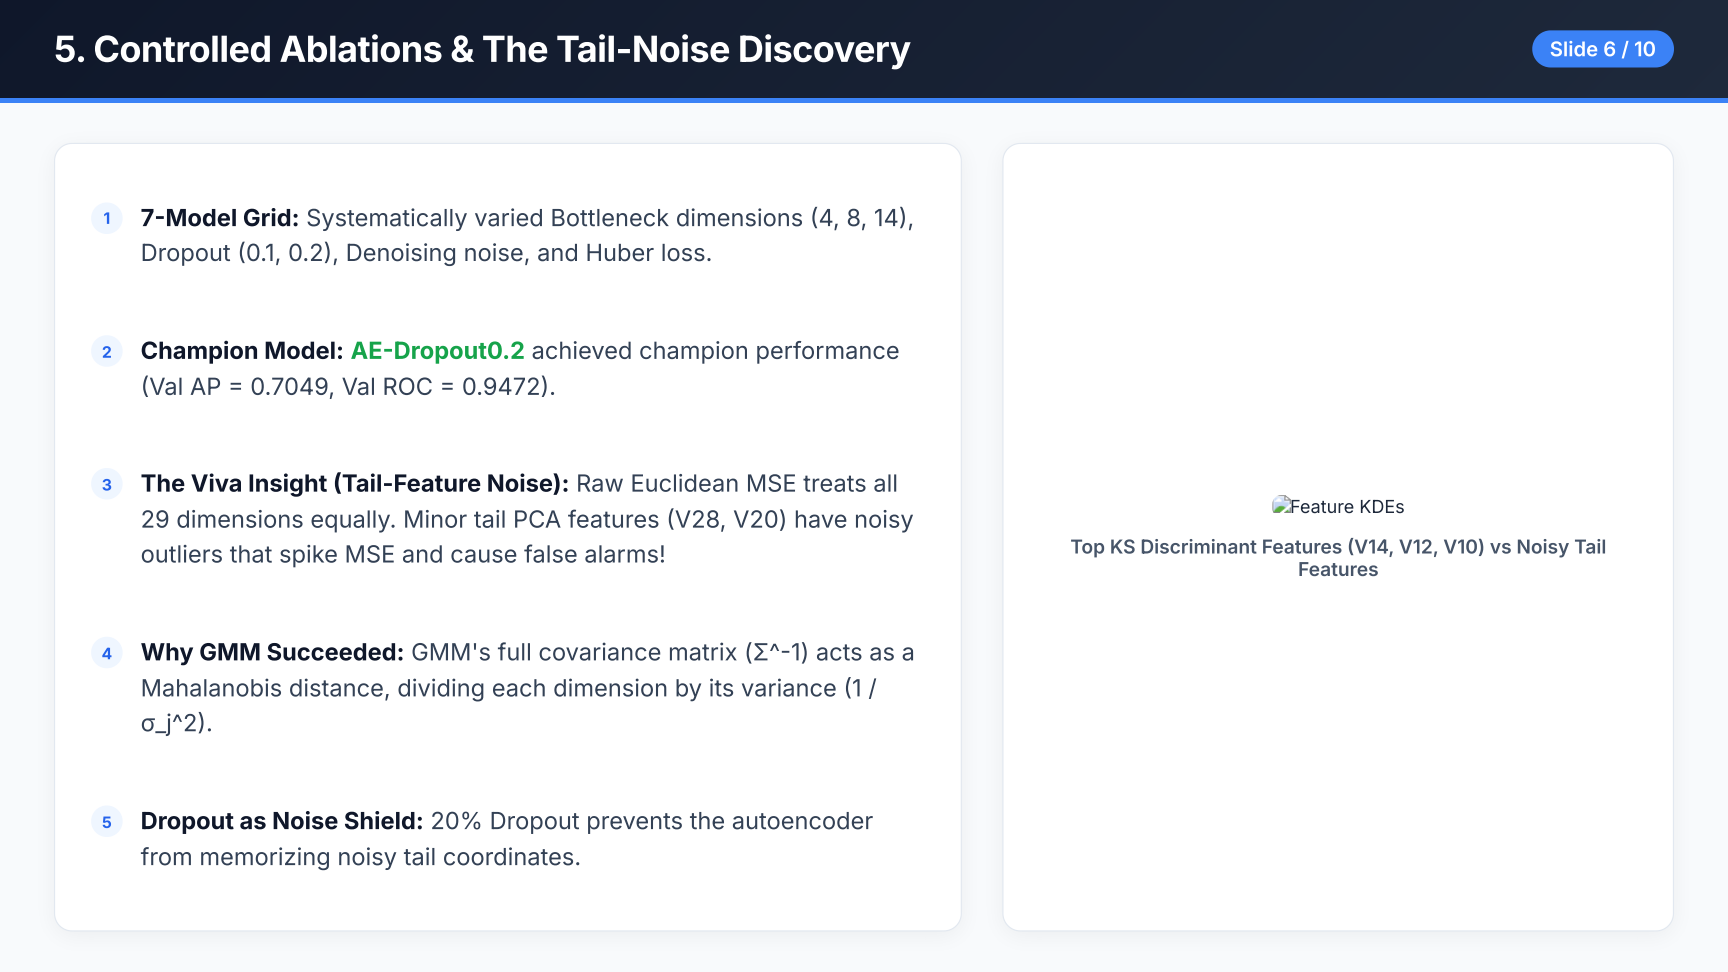 5. Controlled Ablations & The Tail-Noise Discovery
Slide 6 / 10
1 7-Model Grid: Systematically varied Bottleneck dimensions (4, 8, 14),
Dropout (0.1, 0.2), Denoising noise, and Huber loss.
2 Champion Model: AE-Dropout0.2 achieved champion performance
(Val AP = 0.7049, Val ROC = 0.9472).
3 The Viva Insight (Tail-Feature Noise): Raw Euclidean MSE treats all
29 dimensions equally. Minor tail PCA features (V28, V20) have noisy
outliers that spike MSE and cause false alarms!
4 Why GMM Succeeded: GMM's full covariance matrix (Σ^-1) acts as a
Mahalanobis distance, dividing each dimension by its variance (1 /
σ_j^2).
5 Dropout as Noise Shield: 20% Dropout prevents the autoencoder
from memorizing noisy tail coordinates.
Feature KDEs
Top KS Discriminant Features (V14, V12, V10) vs Noisy Tail
Features